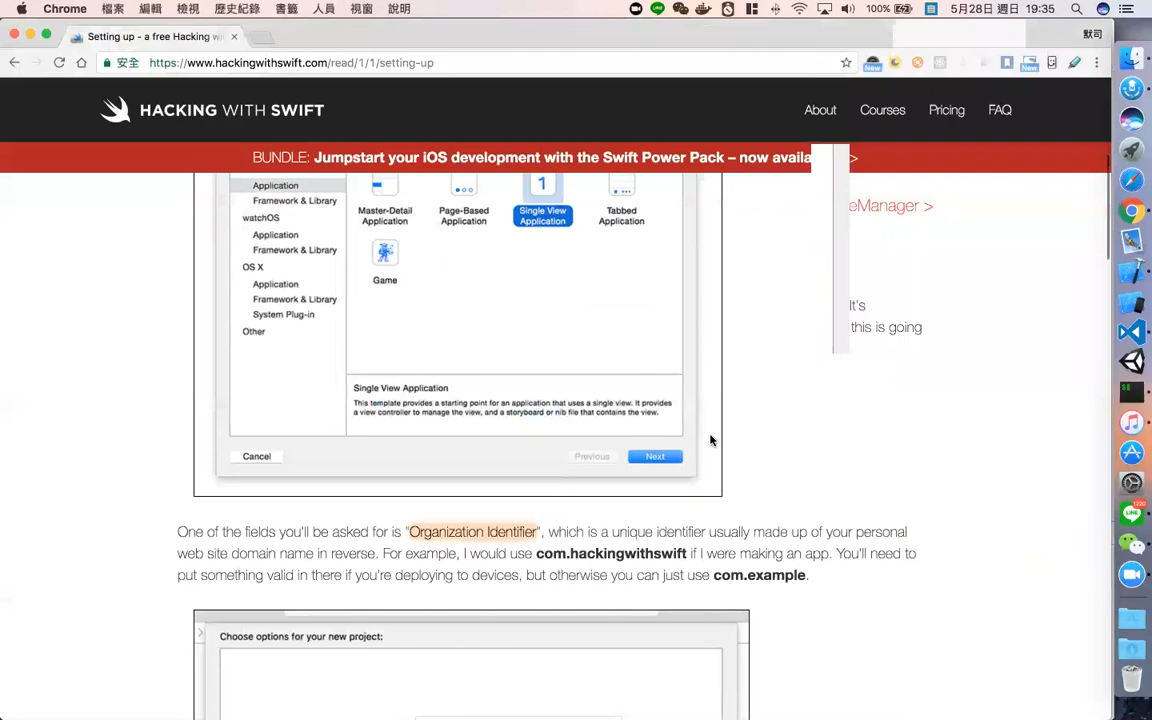 Chrome 檔案 編輯 檢視 歷史紀錄 書籤 人員 視窗 說明 100% 5月28日 週日 19:35
Setting up - a free Hacking wi
默司
安全 https://www.hackingwithswift.com/read/1/1/setting-up
New
New
HACKING WITH SWIFT About Courses Pricing FAQ
BUNDLE: Jumpstart your iOS development with the Swift Power Pack – now availa >
eManager >
It's
this is going
Application
Framework & Library
watchOS
Application
Framework & Library
OS X
Application
Framework & Library
System Plug-in
Other
Master-Detail Application
Page-Based Application
1
Single View Application
Tabbed Application
Game
Single View Application
This template provides a starting point for an application that uses a single view. It provides
a view controller to manage the view, and a storyboard or nib file that contains the view.
Cancel Previous Next
One of the fields you'll be asked for is "Organization Identifier", which is a unique identifier usually made up of your personal
web site domain name in reverse. For example, I would use com.hackingwithswift if I were making an app. You'll need to
put something valid in there if you're deploying to devices, but otherwise you can just use com.example.
Choose options for your new project: